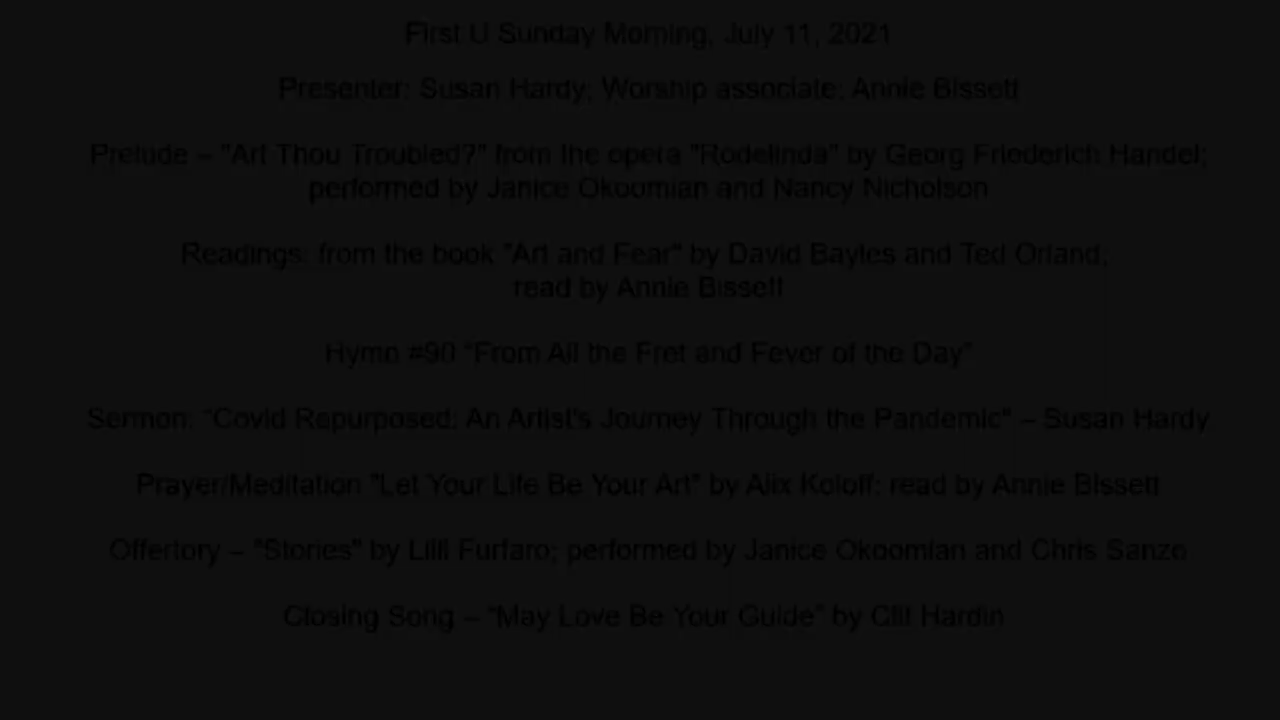 First U Sunday Morning, July 11, 2021
Presenter: Susan Hardy; Worship associate: Annie Bissett
Prelude – "Art Thou Troubled?" from the opera "Rodelinda" by Georg Friederich Handel;
performed by Janice Okoomian and Nancy Nicholson
Readings: from the book "Art and Fear" by David Bayles and Ted Orland;
read by Annie Bissett
Hymn #90 "From All the Fret and Fever of the Day"
Sermon: "Covid Repurposed: An Artist's Journey Through the Pandemic" – Susan Hardy
Prayer/Meditation "Let Your Life Be Your Art" by Alix Kololf; read by Annie Bissett
Offertory – "Stories" by Lilli Furfaro; performed by Janice Okoomian and Chris Sanzo
Closing Song – "May Love Be Your Guide" by Hardin